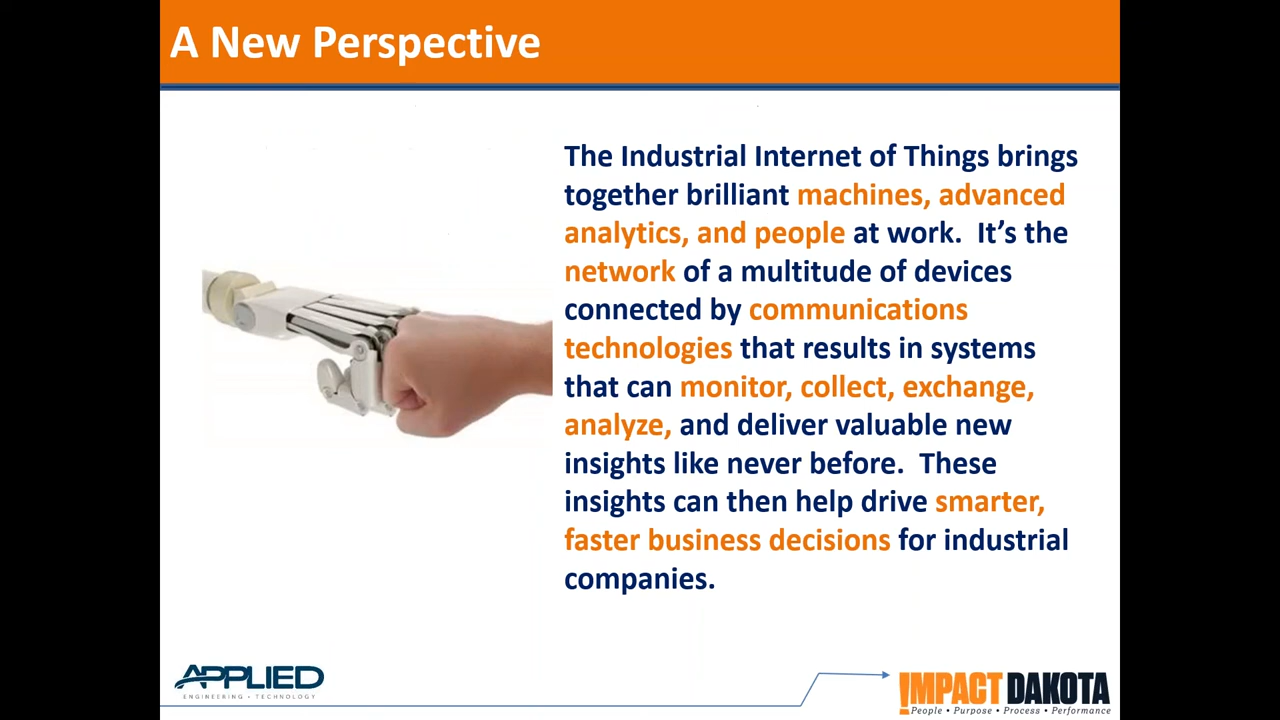 A New Perspective
The Industrial Internet of Things brings
together brilliant machines, advanced
analytics, and people at work.  It’s the
network of a multitude of devices
connected by communications
technologies that results in systems
that can monitor, collect, exchange,
analyze, and deliver valuable new
insights like never before.  These
insights can then help drive smarter,
faster business decisions for industrial
companies.
APPLIED
ENGINEERING • TECHNOLOGY
IMPACT DAKOTA
People • Purpose • Process • Performance